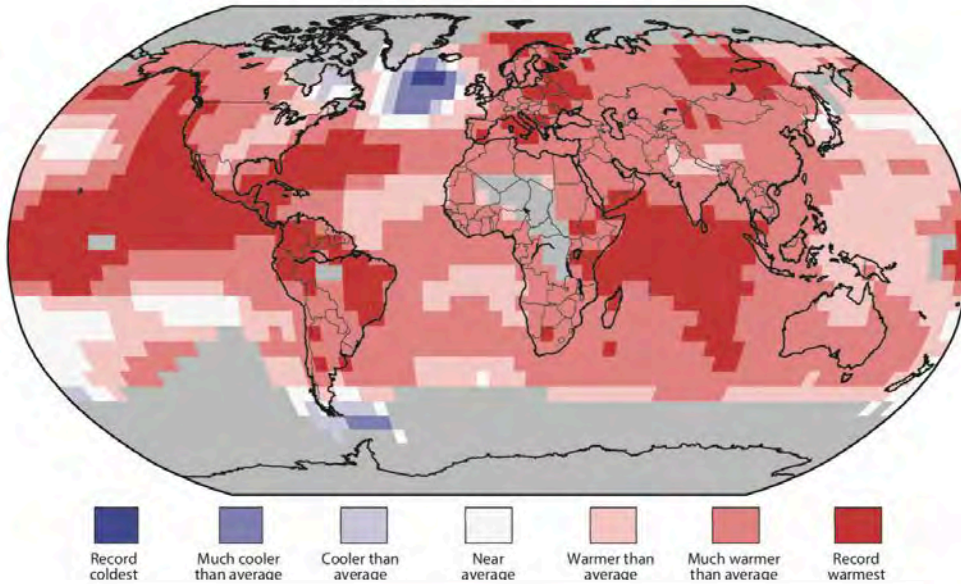 Record
coldest
Much cooler
than average
Cooler than
average
Near
average
Warmer than
average
Much warmer
than average
Record
warmest